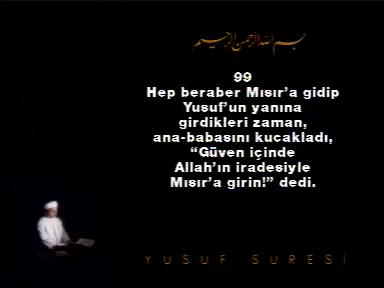 بسم الله الرحمن الرحيم
99
Hep beraber Mısır’a gidip
Yusuf’un yanına
girdikleri zaman,
ana-babasını kucakladı,
“Güven içinde
Allah’ın iradesiyle
Mısır’a girin!” dedi.
YUSUF SURESİ